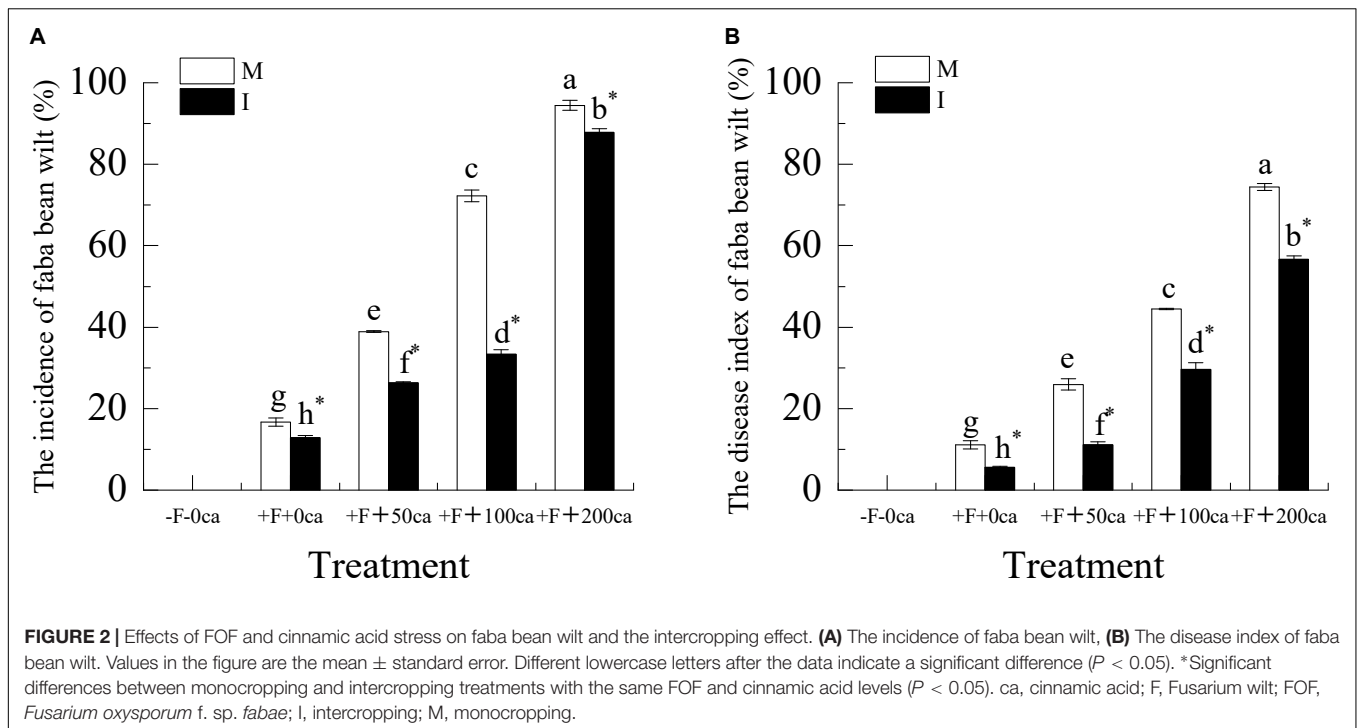 A
The incidence of faba bean wilt (%)
M
I
100
80
60
40
20
0
g
h*
e
f*
c
d*
a
b*
-F-0ca
+F+0ca
+F+50ca
+F+100ca
+F+200ca
Treatment
B
The disease index of faba bean wilt (%)
M
I
100
80
60
40
20
0
g
h*
e
f*
c
d*
a
b*
-F-0ca
+F+0ca
+F+50ca
+F+100ca
+F+200ca
Treatment
FIGURE 2 | Effects of FOF and cinnamic acid stress on faba bean wilt and the intercropping effect. (A) The incidence of faba bean wilt, (B) The disease index of faba
bean wilt. Values in the figure are the mean ± standard error. Different lowercase letters after the data indicate a significant difference (P < 0.05). *Significant
differences between monocropping and intercropping treatments with the same FOF and cinnamic acid levels (P < 0.05). ca, cinnamic acid; F, Fusarium wilt; FOF,
Fusarium oxysporum f. sp. fabae; I, intercropping; M, monocropping.